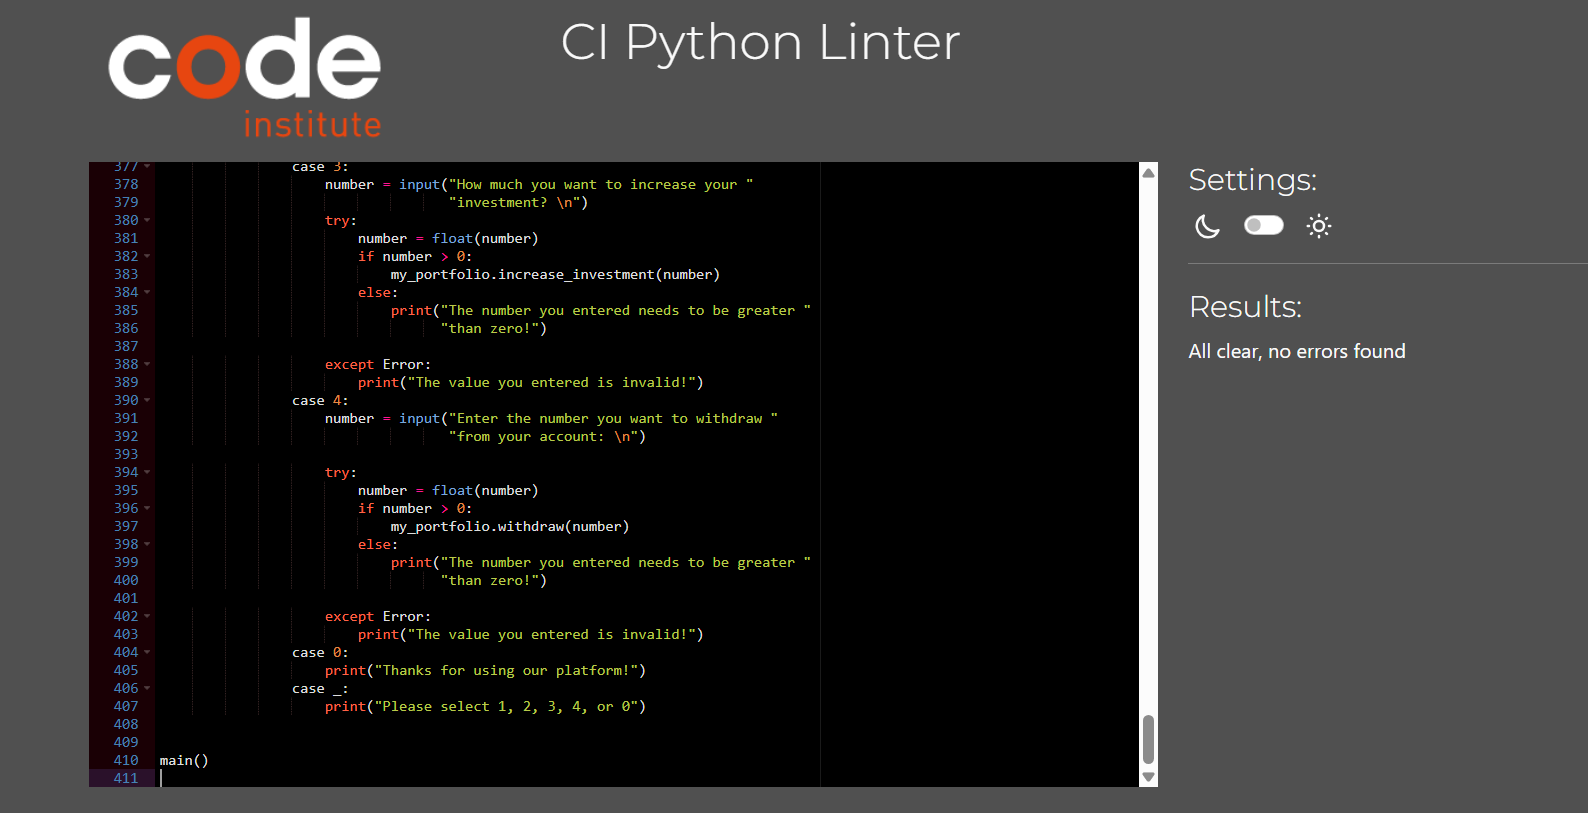 code
institute
CI Python Linter
377 case 3:
378 number = input("How much you want to increase your "
379 "investment? \n")
380 try:
381 number = float(number)
382 if number > 0:
383 my_portfolio.increase_investment(number)
384 else:
385 print("The number you entered needs to be greater "
386 "than zero!")
387
388 except Error:
389 print("The value you entered is invalid!")
390 case 4:
391 number = input("Enter the number you want to withdraw "
392 "from your account: \n")
393
394 try:
395 number = float(number)
396 if number > 0:
397 my_portfolio.withdraw(number)
398 else:
399 print("The number you entered needs to be greater "
400 "than zero!")
401
402 except Error:
403 print("The value you entered is invalid!")
404 case 0:
405 print("Thanks for using our platform!")
406 case _:
407 print("Please select 1, 2, 3, 4, or 0")
408
409
410 main()
411
Settings:
Results:
All clear, no errors found